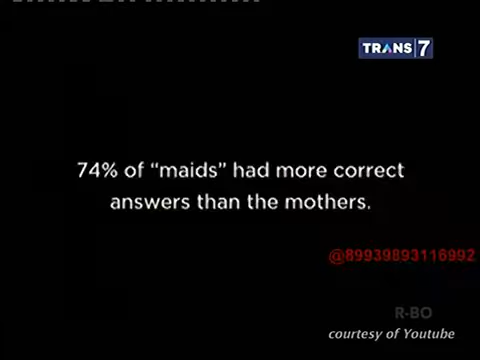 TRANS 7
74% of “maids” had more correct
answers than the mothers.
@89939893116992
R-BO
courtesy of Youtube